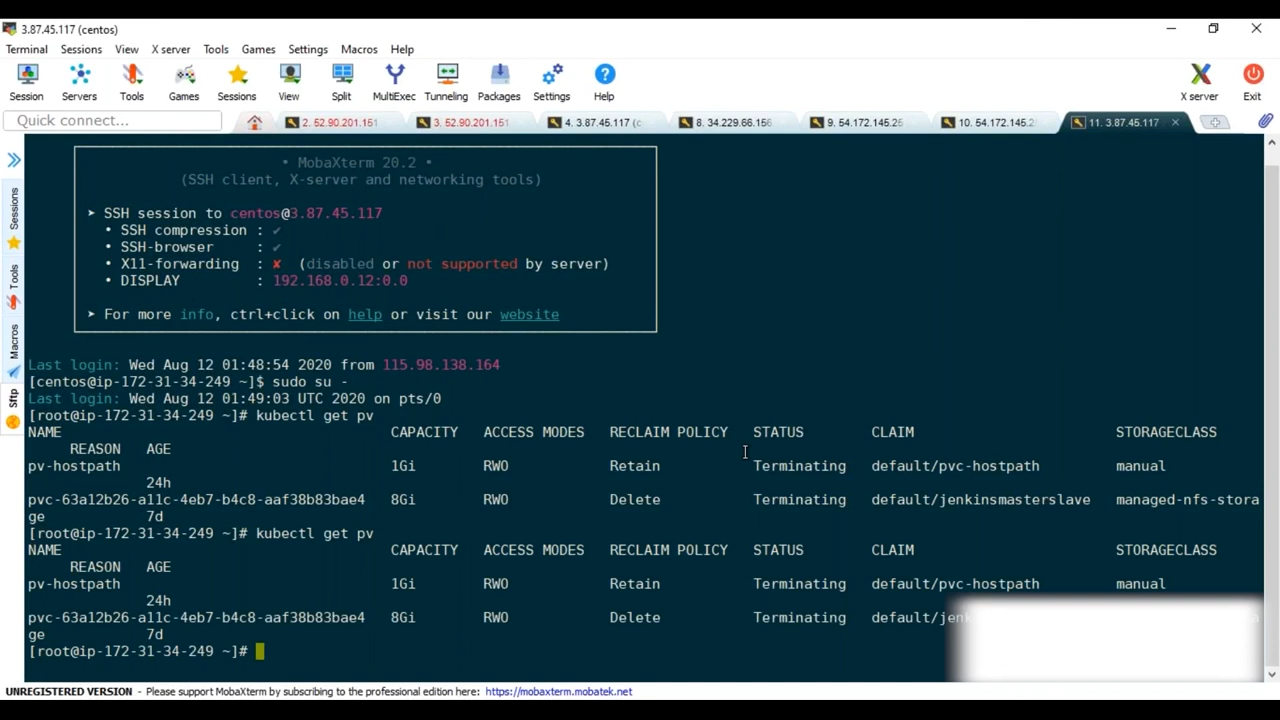 3.87.45.117 (centos)
Terminal Sessions View X server Tools Games Settings Macros Help
Session Servers Tools Games Sessions View Split MultiExec Tunneling Packages Settings Help X server Exit
Quick connect... 2. 52.90.201.151 3. 52.90.201.151 4. 3.87.45.117 (c 8. 34.229.66.156 9. 54.172.145.25 10. 54.172.145.2 11. 3.87.45.117
Sessions
Tools
Macros
Sftp
• MobaXterm 20.2 •
(SSH client, X-server and networking tools)
➤ SSH session to centos@3.87.45.117
• SSH compression : ✔
• SSH-browser : ✔
• X11-forwarding : ✘ (disabled or not supported by server)
• DISPLAY : 192.168.0.12:0.0
➤ For more info, ctrl+click on help or visit our website
Last login: Wed Aug 12 01:48:54 2020 from 115.98.138.164
[centos@ip-172-31-34-249 ~]$ sudo su -
Last login: Wed Aug 12 01:49:03 UTC 2020 on pts/0
[root@ip-172-31-34-249 ~]# kubectl get pv
NAME CAPACITY ACCESS MODES RECLAIM POLICY STATUS CLAIM STORAGECLASS
REASON AGE
pv-hostpath 1Gi RWO Retain Terminating default/pvc-hostpath manual
24h
pvc-63a12b26-a11c-4eb7-b4c8-aaf38b83bae4 8Gi RWO Delete Terminating default/jenkinsmasterslave managed-nfs-stora
ge 7d
[root@ip-172-31-34-249 ~]# kubectl get pv
NAME CAPACITY ACCESS MODES RECLAIM POLICY STATUS CLAIM STORAGECLASS
REASON AGE
pv-hostpath 1Gi RWO Retain Terminating default/pvc-hostpath manual
24h
pvc-63a12b26-a11c-4eb7-b4c8-aaf38b83bae4 8Gi RWO Delete Terminating default/jen
ge 7d
[root@ip-172-31-34-249 ~]#
UNREGISTERED VERSION - Please support MobaXterm by subscribing to the professional edition here: https://mobaxterm.mobatek.net